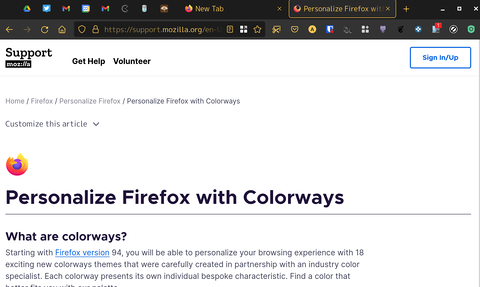 New Tab
Personalize Firefox with
https://support.mozilla.org/en-
Support
moz://a
Get Help
Volunteer
Sign In/Up
Home / Firefox / Personalize Firefox / Personalize Firefox with Colorways
Customize this article
Personalize Firefox with Colorways
What are colorways?
Starting with Firefox version 94, you will be able to personalize your browsing experience with 18
exciting new colorways themes that were carefully created in partnership with an industry color
specialist. Each colorway presents its own individual bespoke characteristic. Find a color that